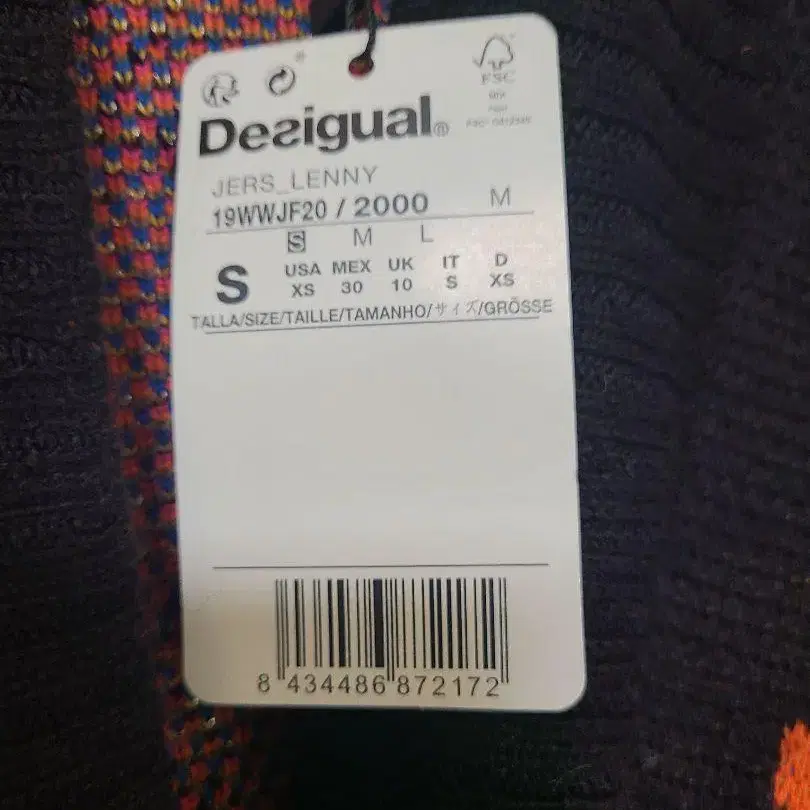 FSC
Desigual®
JERS_LENNY
19WWJF20 / 2000 M
S M L
S
USA MEX UK IT D
XS 30 10 S XS
TALLA/SIZE/TAILLE/TAMANHO/サイズ/GRÖSSE
8 434486 872172